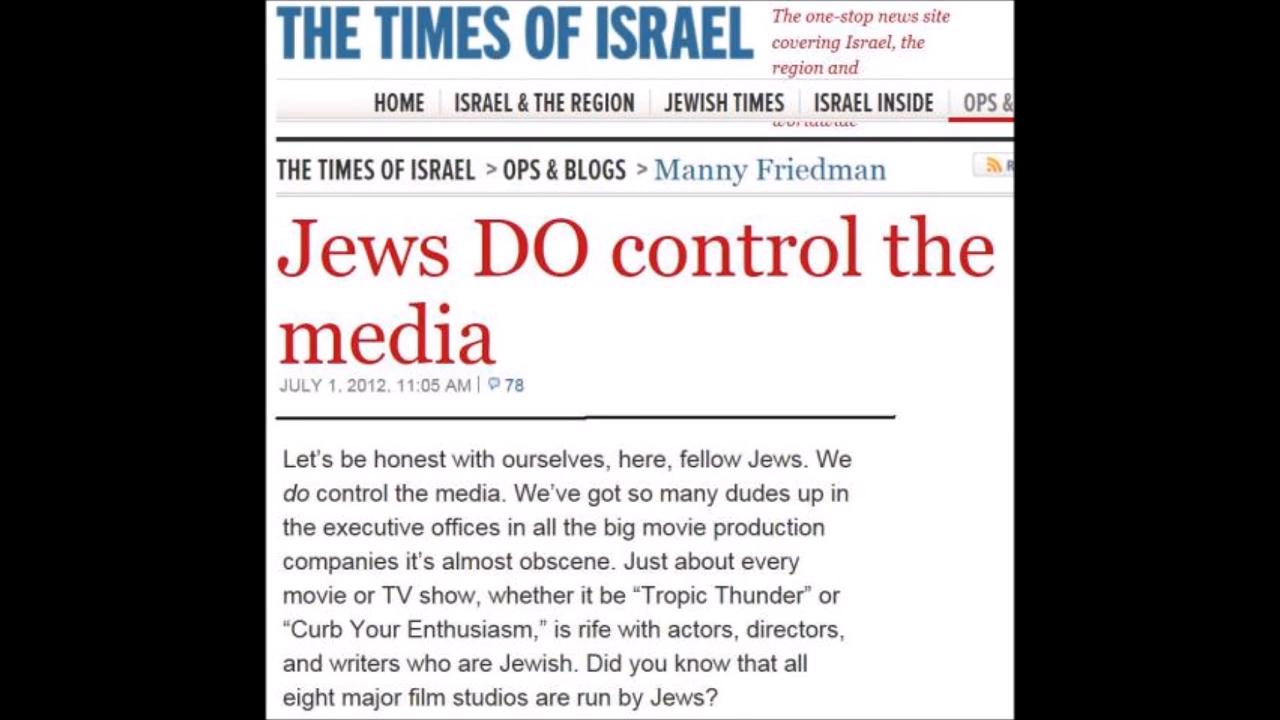 THE TIMES OF ISRAEL
The one-stop news site
covering Israel, the
region and
HOME ISRAEL & THE REGION JEWISH TIMES ISRAEL INSIDE OPS &
worldwide
THE TIMES OF ISRAEL > OPS & BLOGS > Manny Friedman
Jews DO control the
media
JULY 1, 2012, 11:05 AM | 78
Let's be honest with ourselves, here, fellow Jews. We
do control the media. We've got so many dudes up in
the executive offices in all the big movie production
companies it's almost obscene. Just about every
movie or TV show, whether it be “Tropic Thunder” or
“Curb Your Enthusiasm,” is rife with actors, directors,
and writers who are Jewish. Did you know that all
eight major film studios are run by Jews?